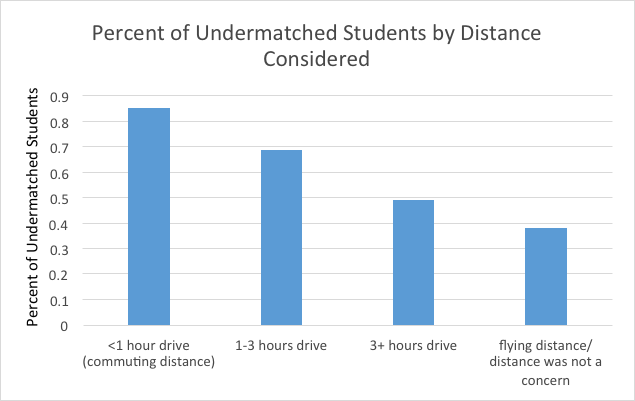 Percent of Undermatched Students by Distance
Considered
Percent of Undermatched Students
0.9
0.8
0.7
0.6
0.5
0.4
0.3
0.2
0.1
0
<1 hour drive
(commuting distance)
1-3 hours drive
3+ hours drive
flying distance/
distance was not a
concern